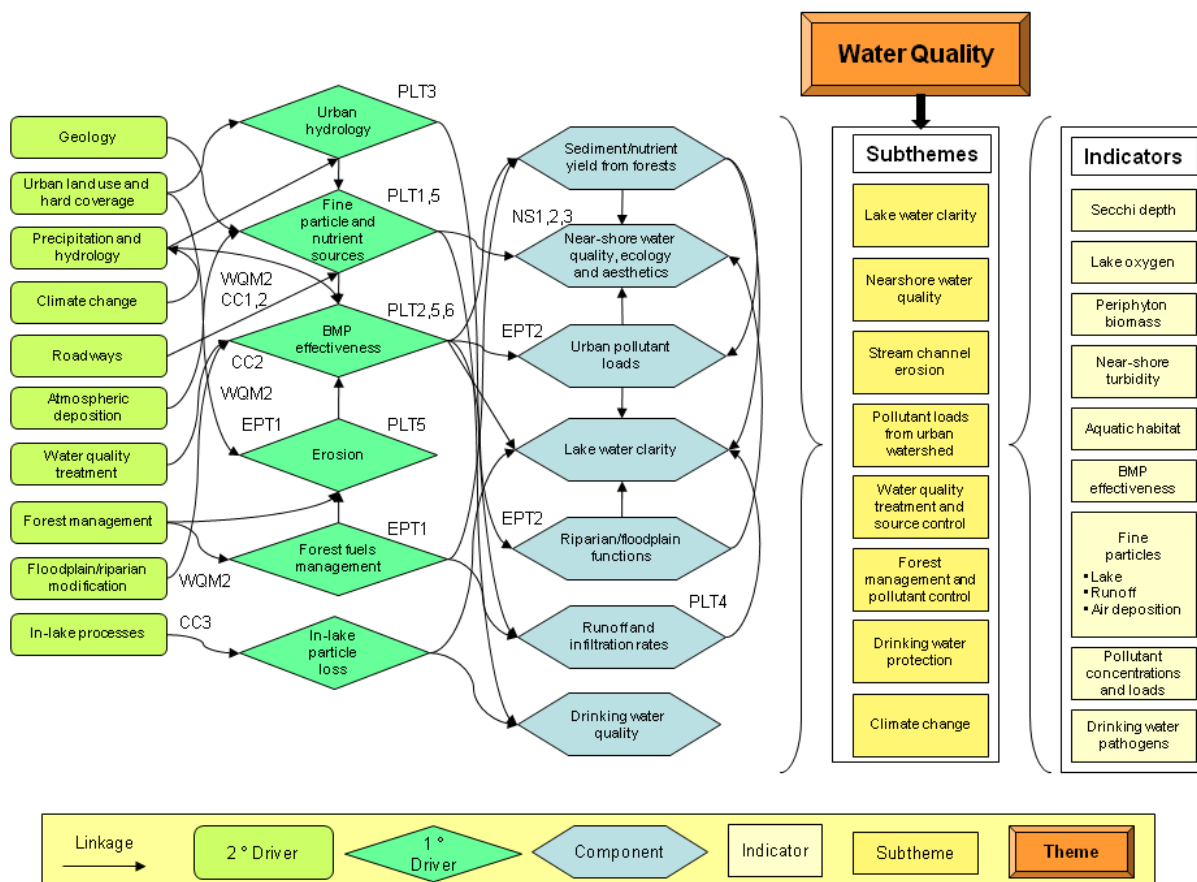 Water Quality
PLT3
Urban
hydrology
Geology
Sediment/nutrient
yield from forests
Subthemes
Indicators
Urban land use and
hard coverage
PLT1,5
Fine
particle and
nutrient
sources
NS1,2,3
Lake water clarity
Secchi depth
Precipitation and
hydrology
Near-shore water
quality, ecology
and aesthetics
Lake oxygen
WQM2
CC1,2
Climate change
Nearshore water
quality
Periphyton
biomass
PLT2,5,6
BMP
effectiveness
EPT2
Urban pollutant
loads
Roadways
CC2
Stream channel
erosion
Near-shore
turbidity
WQM2
Atmospheric
deposition
EPT1
PLT5
Pollutant loads
from urban
watershed
Aquatic habitat
Water quality
treatment
Erosion
Lake water clarity
BMP
effectiveness
Water quality
treatment and
source control
Forest management
EPT1
EPT2
Forest fuels
management
Riparian/floodplain
functions
Fine
particles
▪Lake
▪Runoff
▪Air deposition
Floodplain/riparian
modification
WQM2
Forest
management and
pollutant control
PLT4
In-lake processes
CC3
In-lake
particle
loss
Runoff and
infiltration rates
Drinking water
protection
Pollutant
concentrations
and loads
Drinking water
quality
Climate change
Drinking water
pathogens
Linkage
2 ° Driver
1 °
Driver
Component
Indicator
Subtheme
Theme